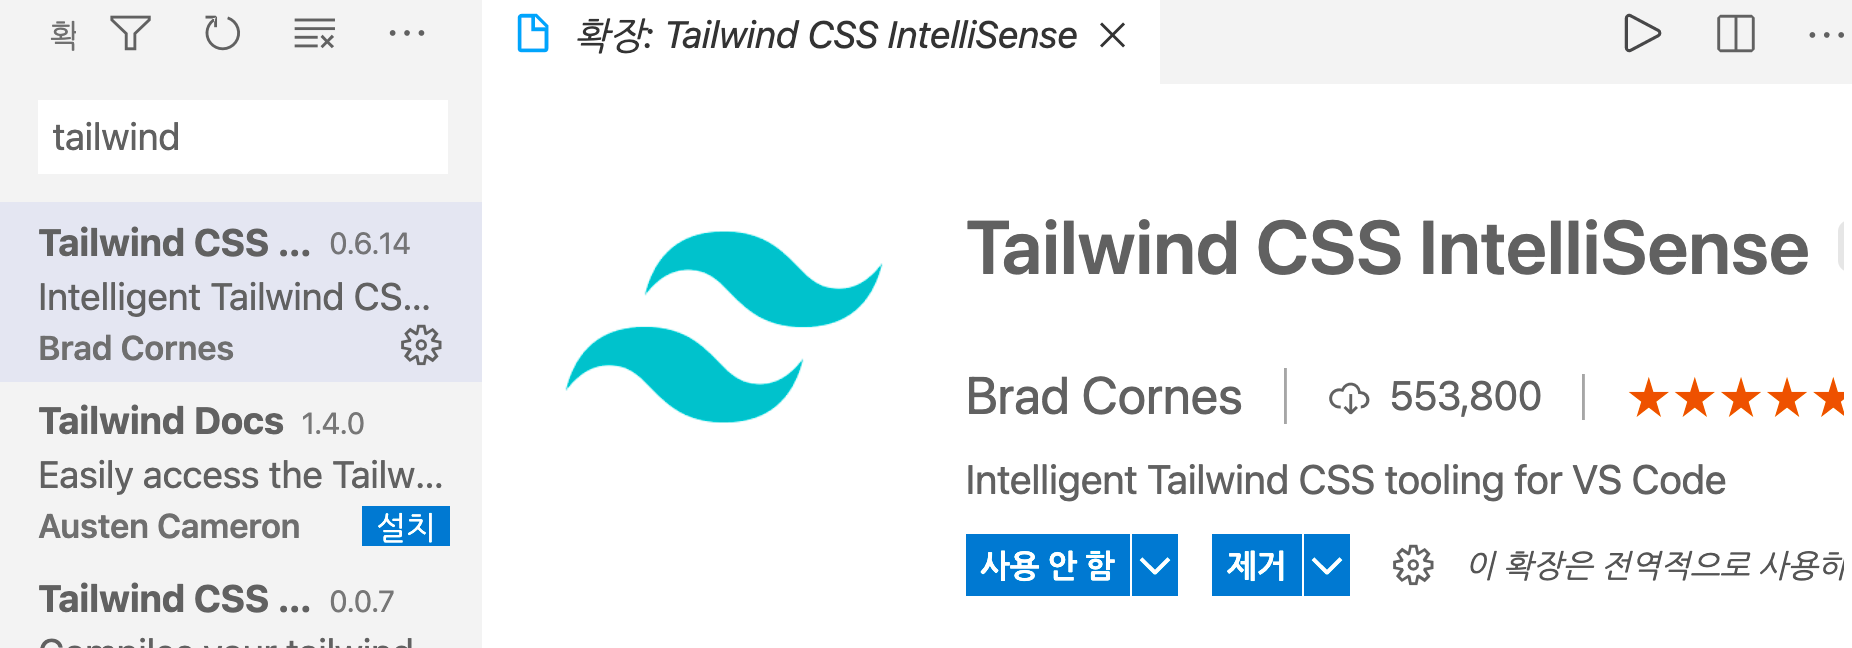 확
확장: Tailwind CSS IntelliSense
tailwind
Tailwind CSS ... 0.6.14
Intelligent Tailwind CS...
Brad Cornes
Tailwind Docs 1.4.0
Easily access the Tailw...
Austen Cameron
설치
Tailwind CSS ... 0.0.7
Compiles your tailwind
Tailwind CSS IntelliSense
Brad Cornes
553,800
Intelligent Tailwind CSS tooling for VS Code
사용 안 함
제거
이 확장은 전역적으로 사용하